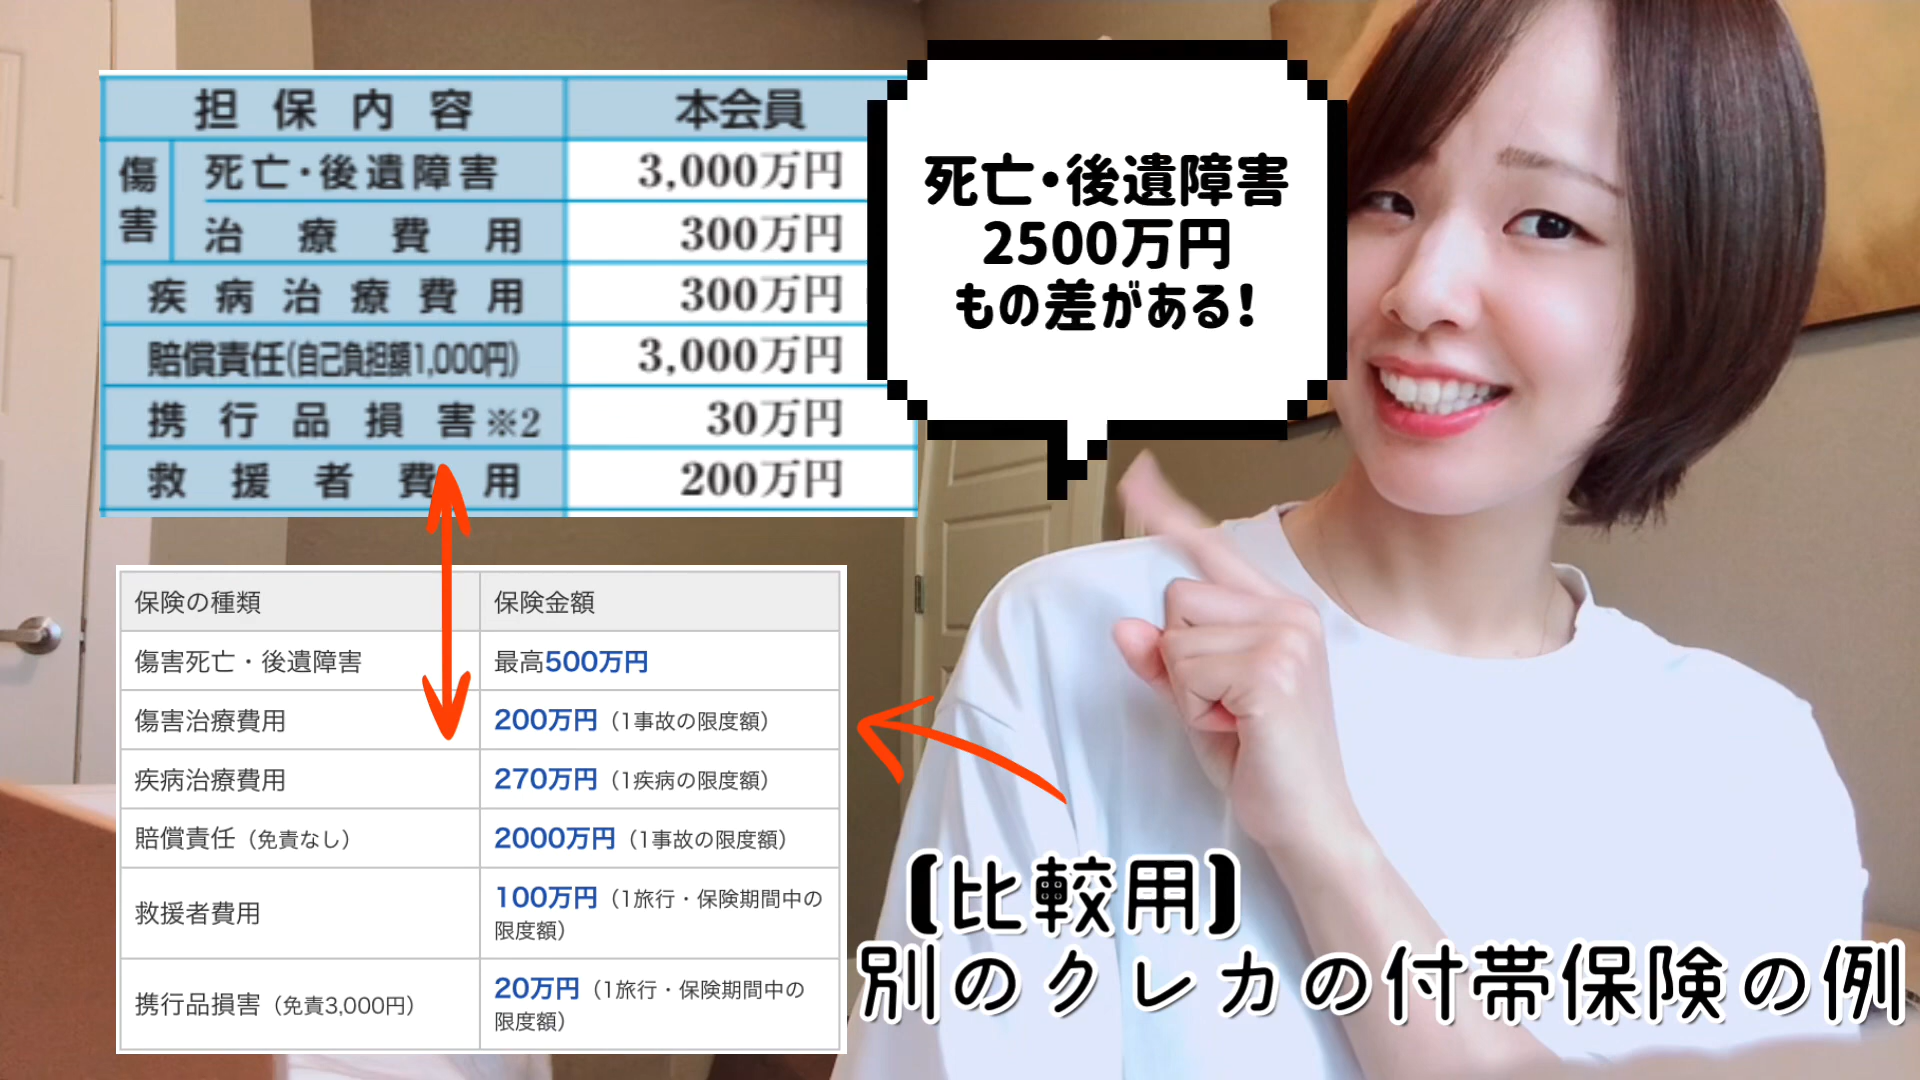 担保内容 本会員
傷害 死亡・後遺障害 3,000万円
治療費用 300万円
疾病治療費用 300万円
賠償責任(自己負担額1,000円) 3,000万円
携行品損害※2 30万円
救援者費用 200万円
死亡・後遺障害
2500万円
もの差がある!
保険の種類 保険金額
傷害死亡・後遺障害 最高500万円
傷害治療費用 200万円（1事故の限度額）
疾病治療費用 270万円（1疾病の限度額）
賠償責任（免責なし） 2000万円（1事故の限度額）
救援者費用 100万円（1旅行・保険期間中の
限度額）
携行品損害（免責3,000円） 20万円（1旅行・保険期間中の
限度額）
【比較用】
別のクレカの付帯保険の例